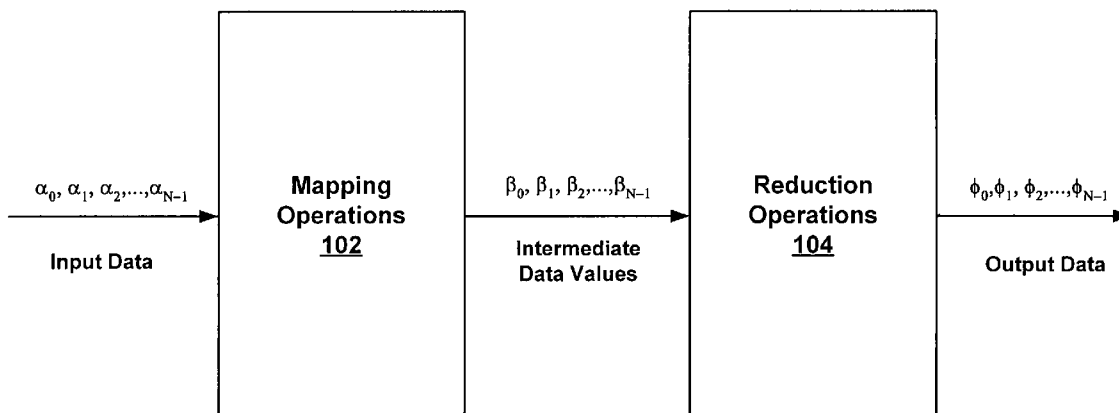 α0, α1, α2,...,αN−1
Input Data
Mapping
Operations
102
β0, β1, β2,...,βN−1
Intermediate
Data Values
Reduction
Operations
104
ϕ0,ϕ1, ϕ2,...,ϕN−1
Output Data